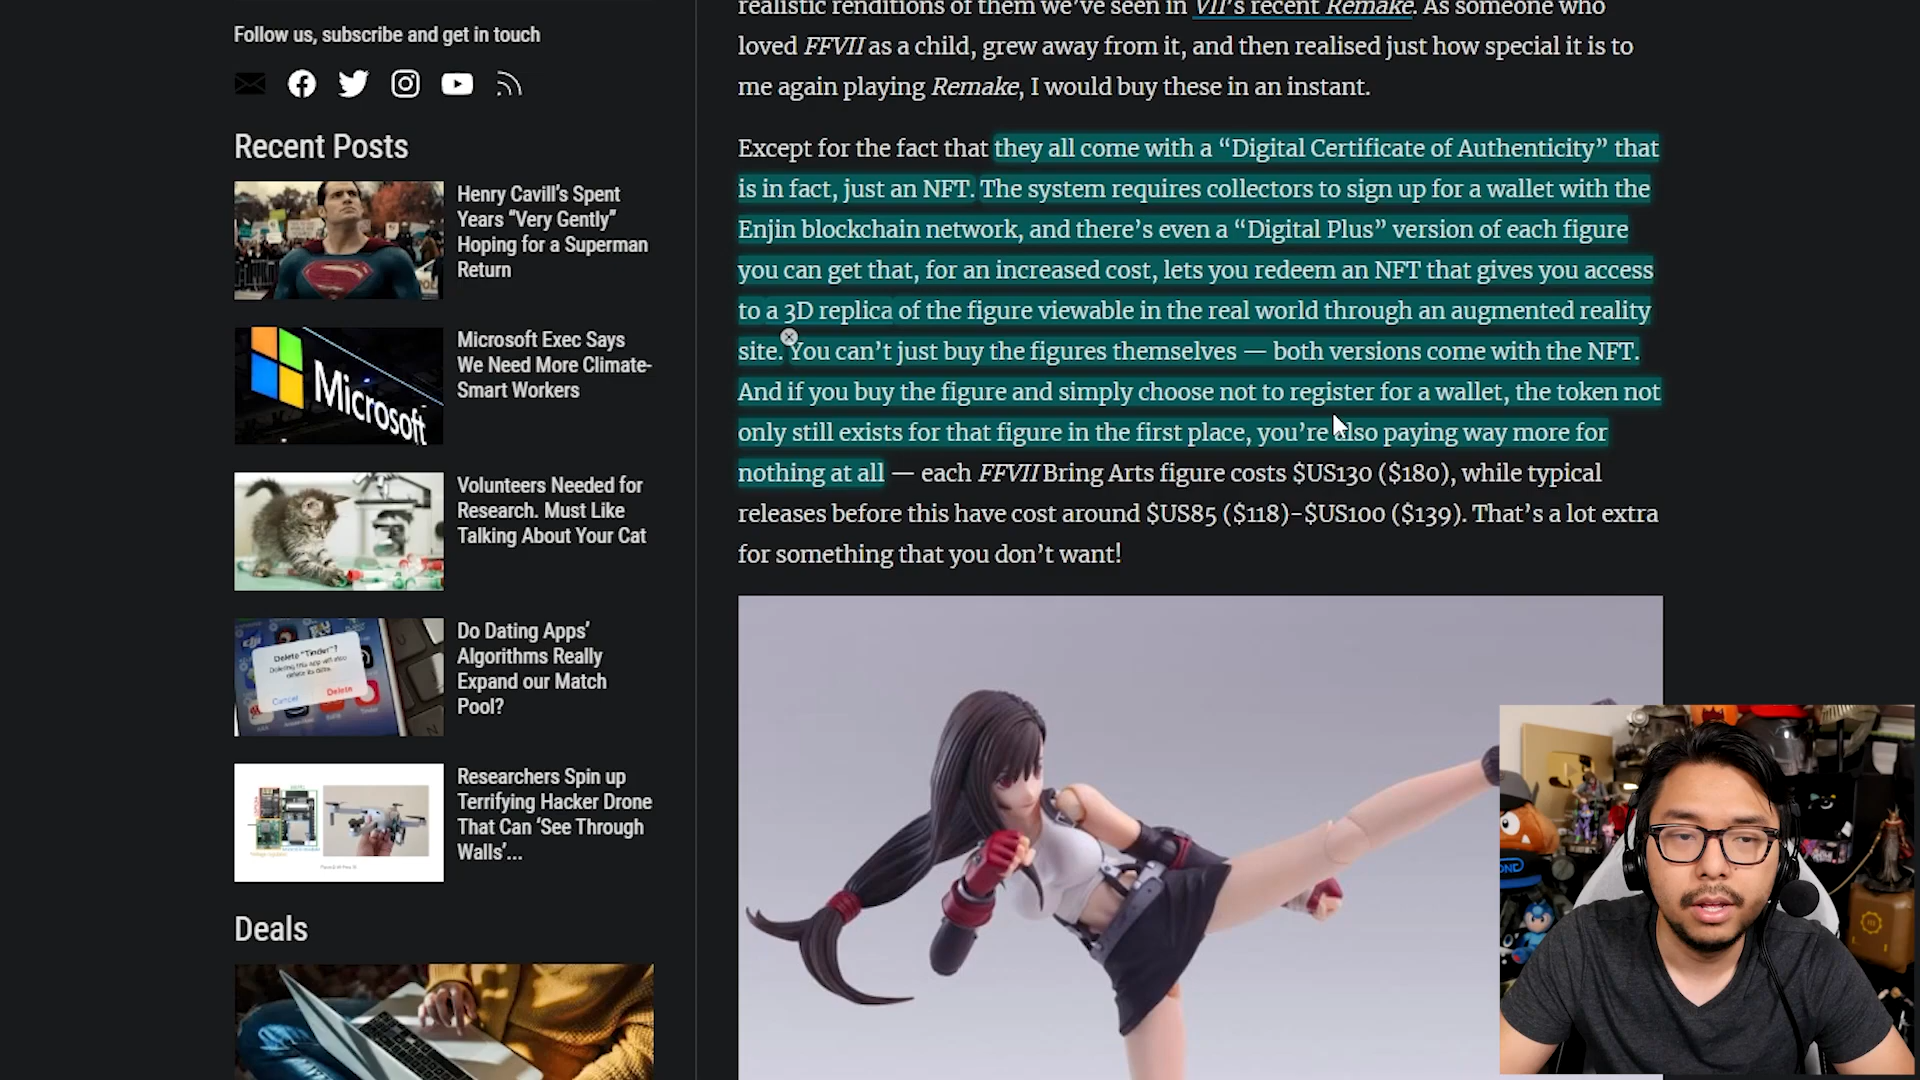 Follow us, subscribe and get in touch
Recent Posts
Henry Cavill's Spent
Years “Very Gently”
Hoping for a Superman
Return
Microsoft
Microsoft Exec Says
We Need More Climate-
Smart Workers
Volunteers Needed for
Research. Must Like
Talking About Your Cat
Delete "Tinder"?
Cancel
Delete
Do Dating Apps'
Algorithms Really
Expand our Match
Pool?
Researchers Spin up
Terrifying Hacker Drone
That Can 'See Through
Walls'...
Deals
realistic renditions of them we've seen in VII's recent Remake. As someone who
loved FFVII as a child, grew away from it, and then realised just how special it is to
me again playing Remake, I would buy these in an instant.
Except for the fact that they all come with a “Digital Certificate of Authenticity” that
is in fact, just an NFT. The system requires collectors to sign up for a wallet with the
Enjin blockchain network, and there's even a “Digital Plus” version of each figure
you can get that, for an increased cost, lets you redeem an NFT that gives you access
to a 3D replica of the figure viewable in the real world through an augmented reality
site. You can't just buy the figures themselves — both versions come with the NFT.
And if you buy the figure and simply choose not to register for a wallet, the token not
only still exists for that figure in the first place, you're also paying way more for
nothing at all — each FFVII Bring Arts figure costs $US130 ($180), while typical
releases before this have cost around $US85 ($118)-$US100 ($139). That's a lot extra
for something that you don't want!